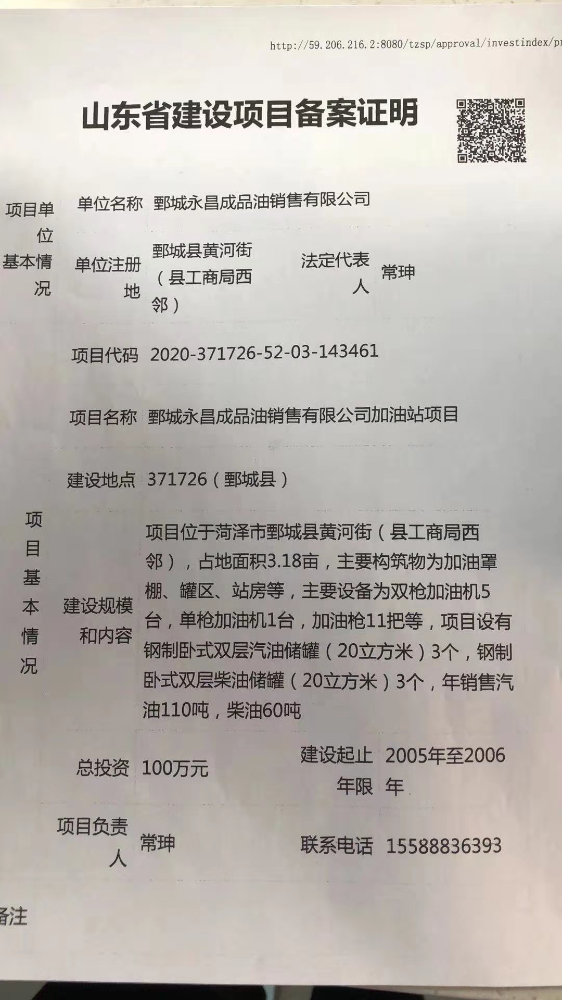 http://59.206.216.2:8080/tzsp/approval/investindex/pr
山东省建设项目备案证明
项目单
位
基本情
况
单位名称 鄄城永昌成品油销售有限公司
单位注册
地
鄄城县黄河街
（县工商局西
邻）
法定代表
人
常珅
项目代码 2020-371726-52-03-143461
项目名称 鄄城永昌成品油销售有限公司加油站项目
建设地点 371726（鄄城县）
项
目
基
本
情
况
建设规模
和内容
项目位于菏泽市鄄城县黄河街（县工商局西
邻），占地面积3.18亩，主要构筑物为加油罩
棚、罐区、站房等，主要设备为双枪加油机5
台，单枪加油机1台，加油枪11把等，项目设有
钢制卧式双层汽油储罐（20立方米）3个，钢制
卧式双层柴油储罐（20立方米）3个，年销售汽
油110吨，柴油60吨
总投资 100万元
建设起止
年限
2005年至2006
年
项目负责
人
常珅
联系电话 15588836393
备注